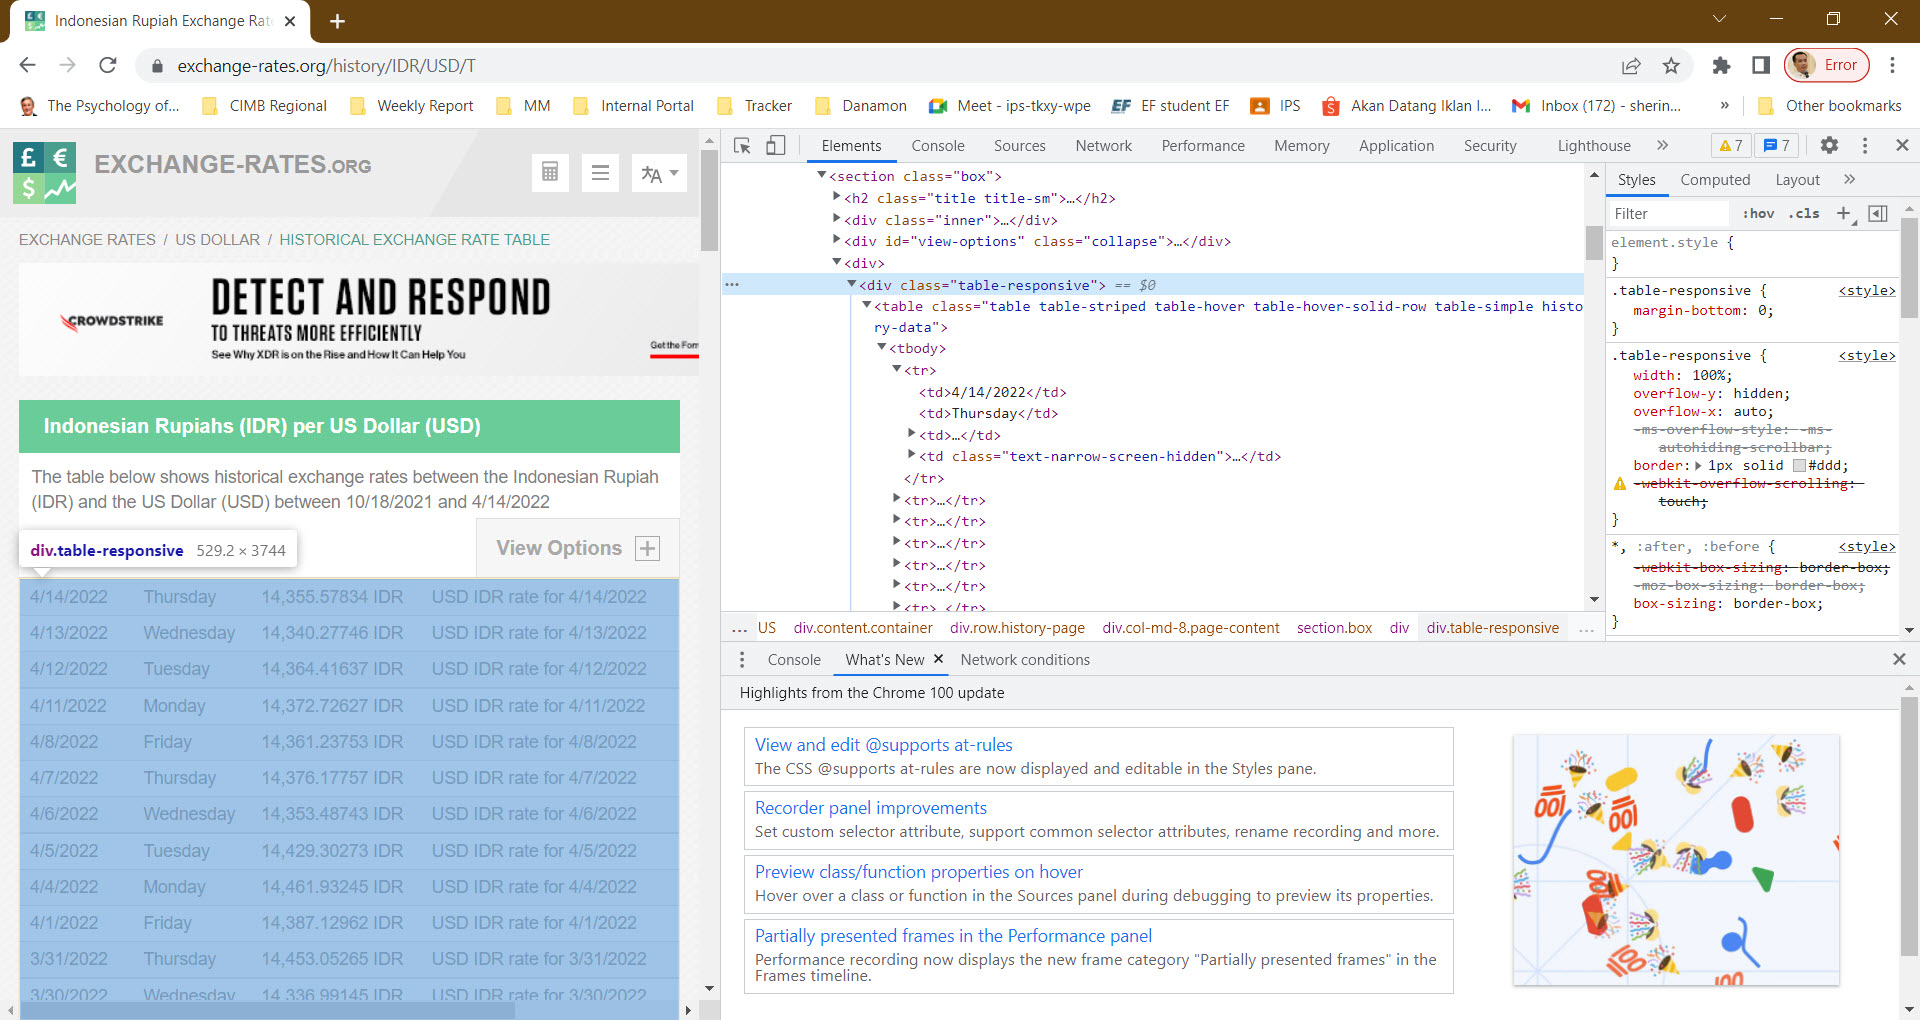 Indonesian Rupiah Exchange Rat
exchange-rates.org/history/IDR/USD/T
Error
The Psychology of...
CIMB Regional
Weekly Report
MM
Internal Portal
Tracker
Danamon
Meet - ips-tkxy-wpe
EF EF student EF
IPS
Akan Datang Iklan I...
Inbox (172) - sherin...
»
Other bookmarks
£ €
$
EXCHANGE-RATES.ORG
EXCHANGE RATES / US DOLLAR / HISTORICAL EXCHANGE RATE TABLE
CROWDSTRIKE
DETECT AND RESPOND
TO THREATS MORE EFFICIENTLY
See Why XDR is on the Rise and How It Can Help You
Get the Form
Indonesian Rupiahs (IDR) per US Dollar (USD)
The table below shows historical exchange rates between the Indonesian Rupiah
(IDR) and the US Dollar (USD) between 10/18/2021 and 4/14/2022
div.table-responsive 529.2 × 3744
View Options
4/14/2022 Thursday 14,355.57834 IDR USD IDR rate for 4/14/2022
4/13/2022 Wednesday 14,340.27746 IDR USD IDR rate for 4/13/2022
4/12/2022 Tuesday 14,364.41637 IDR USD IDR rate for 4/12/2022
4/11/2022 Monday 14,372.72627 IDR USD IDR rate for 4/11/2022
4/8/2022 Friday 14,361.23753 IDR USD IDR rate for 4/8/2022
4/7/2022 Thursday 14,376.17757 IDR USD IDR rate for 4/7/2022
4/6/2022 Wednesday 14,353.48743 IDR USD IDR rate for 4/6/2022
4/5/2022 Tuesday 14,429.30273 IDR USD IDR rate for 4/5/2022
4/4/2022 Monday 14,461.93245 IDR USD IDR rate for 4/4/2022
4/1/2022 Friday 14,387.12962 IDR USD IDR rate for 4/1/2022
3/31/2022 Thursday 14,453.05265 IDR USD IDR rate for 3/31/2022
3/30/2022 Wednesday 14,336.99145 IDR USD IDR rate for 3/30/2022
Elements Console Sources Network Performance Memory Application Security Lighthouse » 7 7
<section class="box">
<h2 class="title title-sm">…</h2>
<div class="inner">…</div>
<div id="view-options" class="collapse">…</div>
<div>
<div class="table-responsive"> == $0
<table class="table table-striped table-hover table-hover-solid-row table-simple histo
ry-data">
<tbody>
<tr>
<td>4/14/2022</td>
<td>Thursday</td>
<td>…</td>
<td class="text-narrow-screen-hidden">…</td>
</tr>
<tr>…</tr>
<tr>…</tr>
<tr>…</tr>
<tr>…</tr>
<tr>…</tr>
<tr>…</tr>
... US div.content.container div.row.history-page div.col-md-8.page-content section.box div div.table-responsive ...
Styles Computed Layout »
Filter :hov .cls +
element.style {
}
.table-responsive { <style>
margin-bottom: 0;
}
.table-responsive { <style>
width: 100%;
overflow-y: hidden;
overflow-x: auto;
-ms-overflow-style: -ms-
autohiding-scrollbar;
border: 1px solid #ddd;
-webkit-overflow-scrolling:
touch;
}
*, :after, :before { <style>
-webkit-box-sizing: border-box;
-moz-box-sizing: border-box;
box-sizing: border-box;
}
Console What's New Network conditions
Highlights from the Chrome 100 update
View and edit @supports at-rules
The CSS @supports at-rules are now displayed and editable in the Styles pane.
Recorder panel improvements
Set custom selector attribute, support common selector attributes, rename recording and more.
Preview class/function properties on hover
Hover over a class or function in the Sources panel during debugging to preview its properties.
Partially presented frames in the Performance panel
Performance recording now displays the new frame category "Partially presented frames" in the
Frames timeline.
100
100
100
100